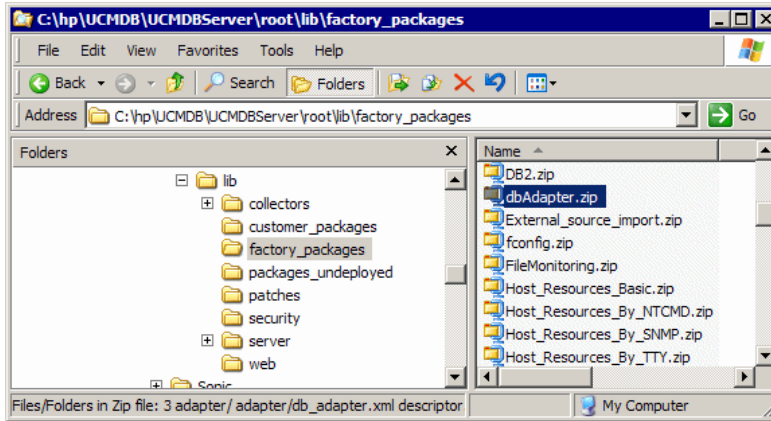 C:\hp\UCMDB\UCMDBServer\root\lib\factory_packages
File Edit View Favorites Tools Help
Back Search Folders
Address C:\hp\UCMDB\UCMDBServer\root\lib\factory_packages Go
Folders
lib
collectors
customer_packages
factory_packages
packages_undeployed
patches
security
server
web
Sonic
Name
DB2.zip
dbAdapter.zip
External_source_import.zip
fconfig.zip
FileMonitoring.zip
Host_Resources_Basic.zip
Host_Resources_By_NTCMD.zip
Host_Resources_By_SNMP.zip
Host_Resources_By_TTY.zip
Files/Folders in Zip file: 3 adapter/ adapter/db_adapter.xml descriptor
My Computer